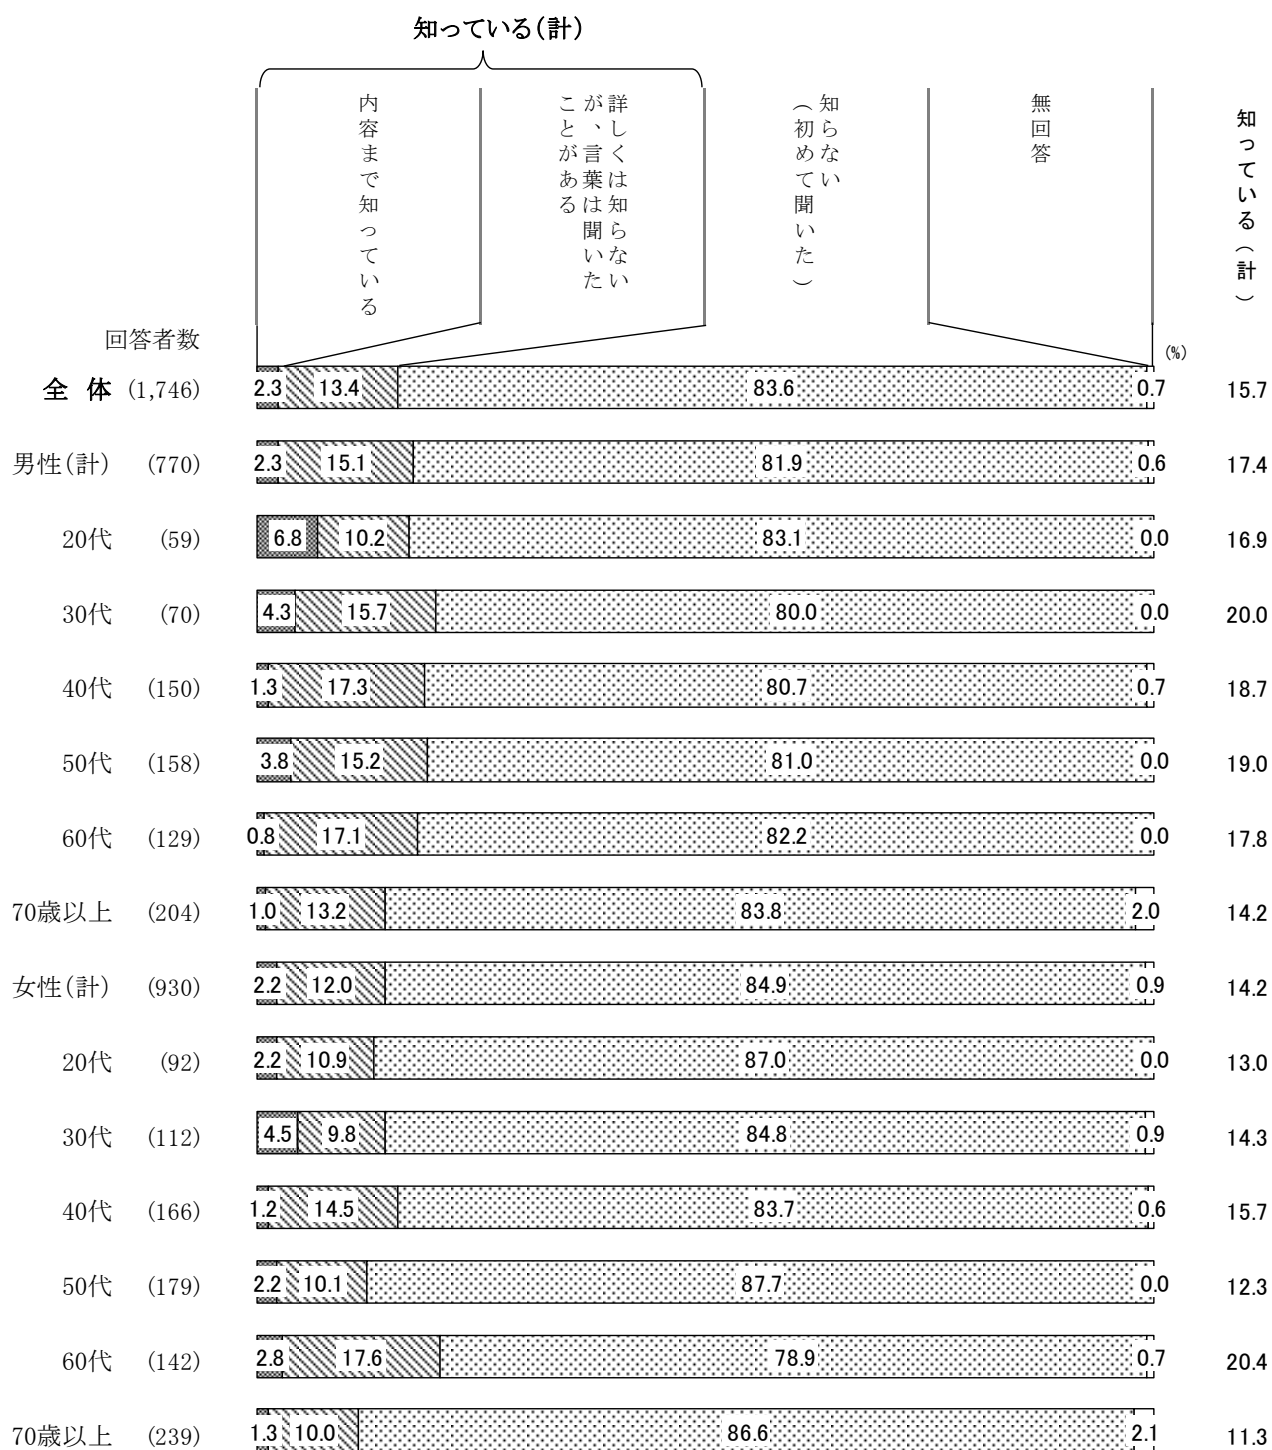 知っている(計)
内容まで知っている
詳しくは知らない
が、言葉は聞いた
ことがある
知らない
(初めて聞いた)
無回答
知っている(計)
回答者数
(%)
全 体 (1,746) 2.3 13.4 83.6 0.7 15.7
男性(計) (770) 2.3 15.1 81.9 0.6 17.4
20代 (59) 6.8 10.2 83.1 0.0 16.9
30代 (70) 4.3 15.7 80.0 0.0 20.0
40代 (150) 1.3 17.3 80.7 0.7 18.7
50代 (158) 3.8 15.2 81.0 0.0 19.0
60代 (129) 0.8 17.1 82.2 0.0 17.8
70歳以上 (204) 1.0 13.2 83.8 2.0 14.2
女性(計) (930) 2.2 12.0 84.9 0.9 14.2
20代 (92) 2.2 10.9 87.0 0.0 13.0
30代 (112) 4.5 9.8 84.8 0.9 14.3
40代 (166) 1.2 14.5 83.7 0.6 15.7
50代 (179) 2.2 10.1 87.7 0.0 12.3
60代 (142) 2.8 17.6 78.9 0.7 20.4
70歳以上 (239) 1.3 10.0 86.6 2.1 11.3